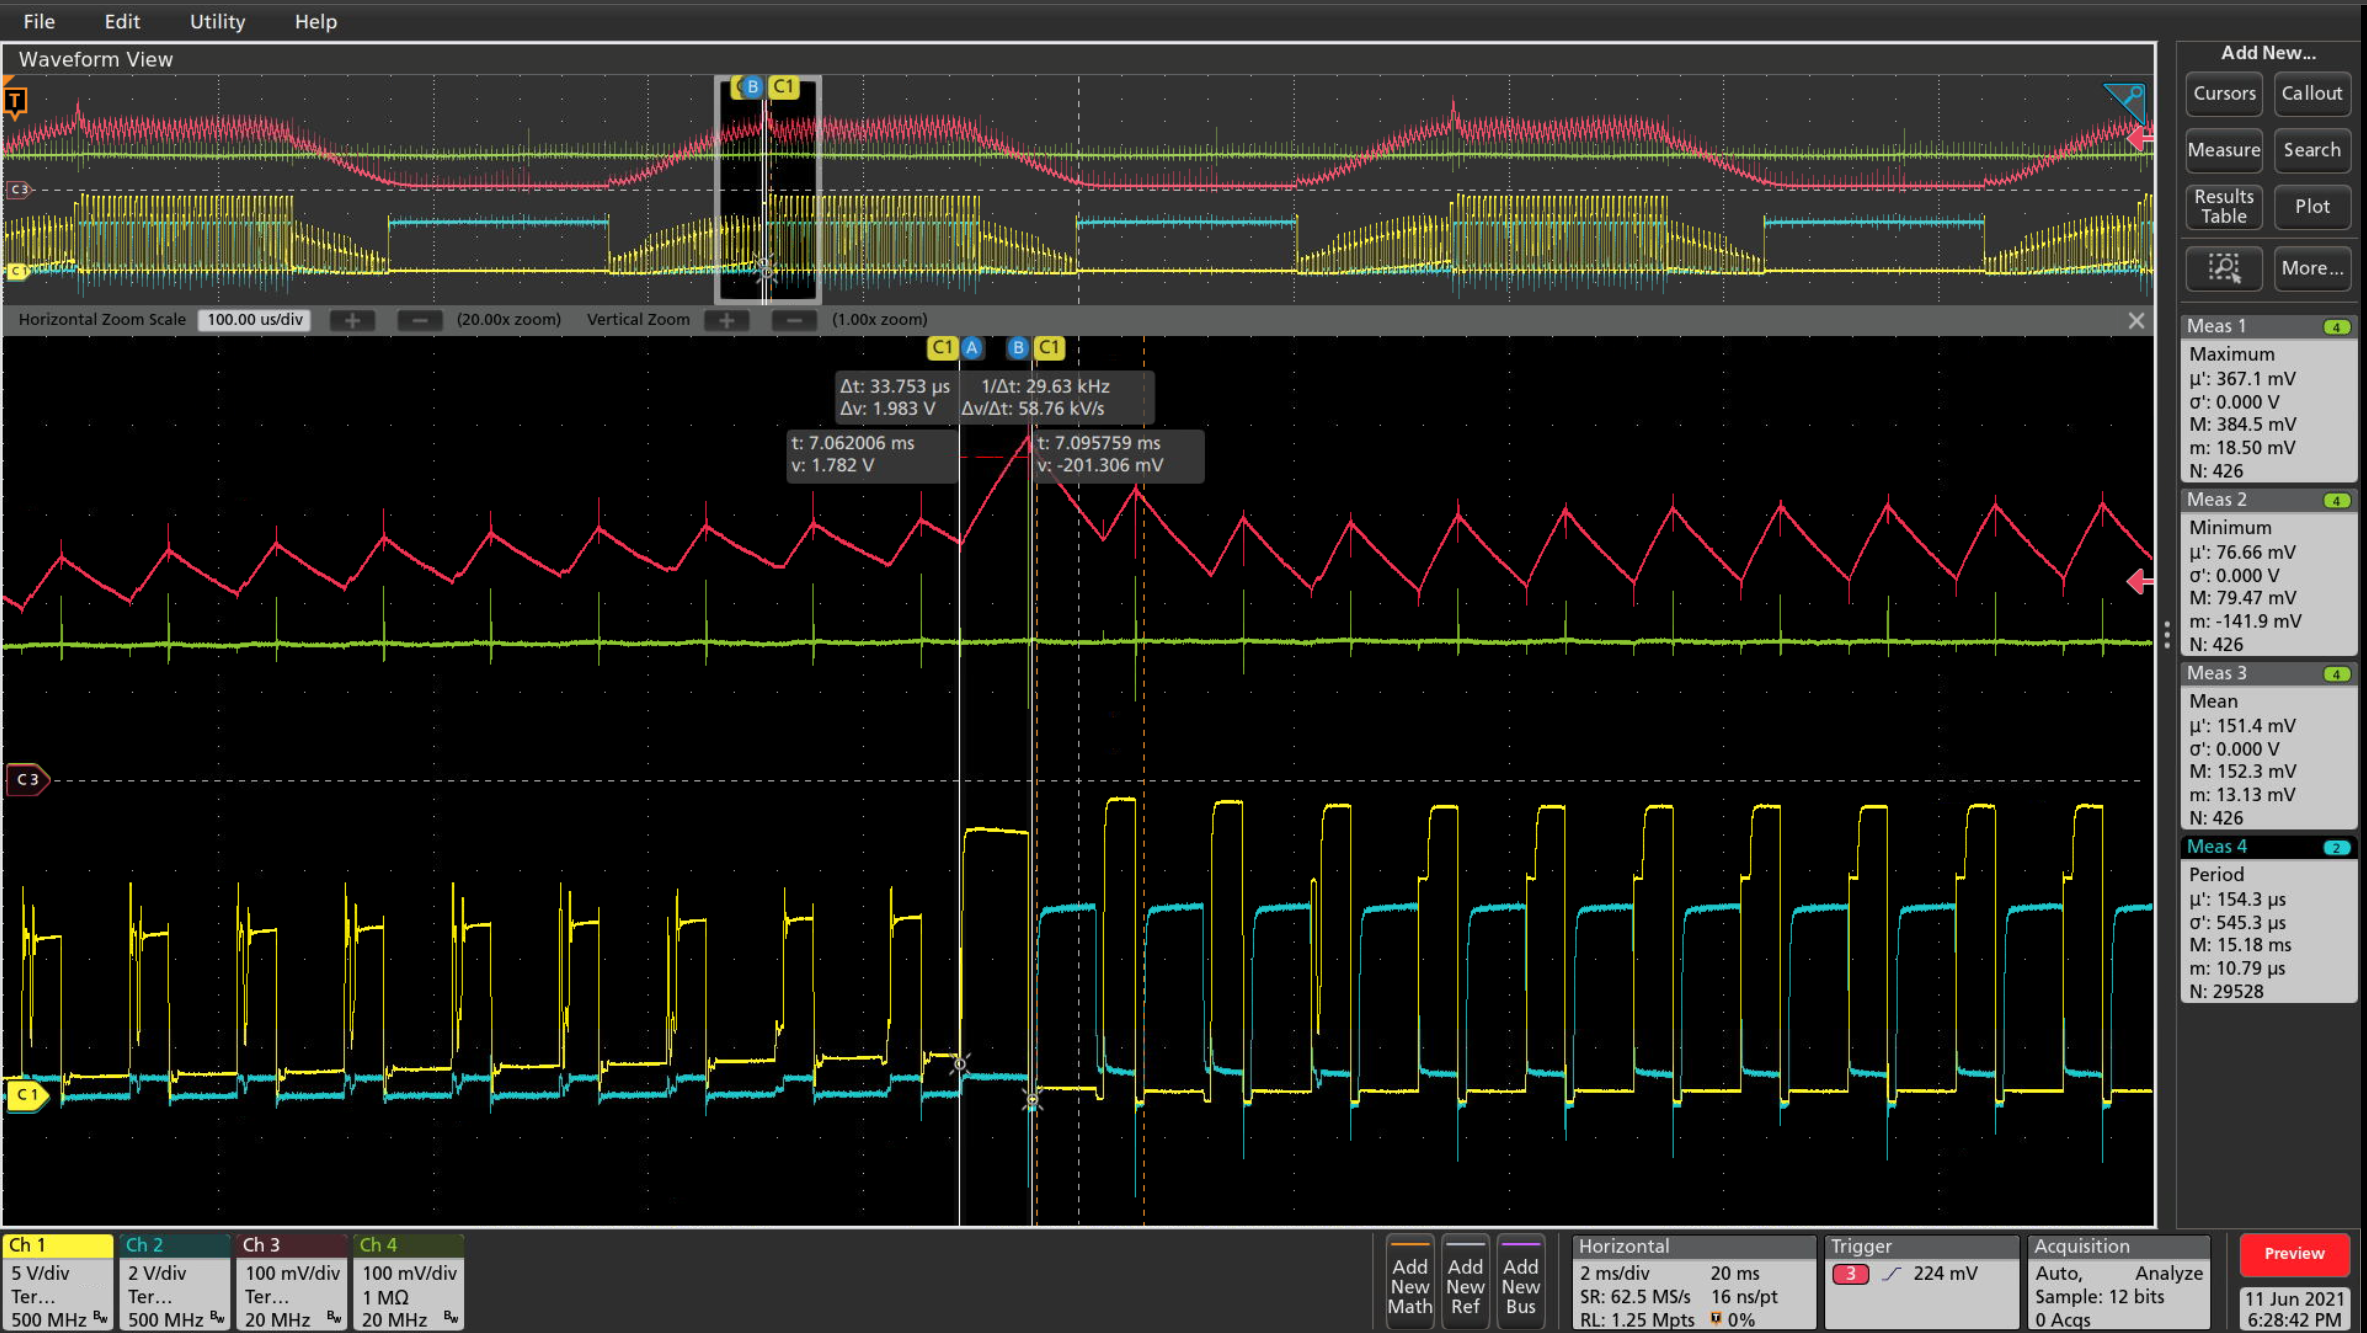 File Edit Utility Help
Waveform View
Add New...
Cursors Callout
Measure Search
Results Table Plot
More...
T
B C1
C3
C1
Horizontal Zoom Scale 100.00 us/div + − (20.00x zoom) Vertical Zoom + − (1.00x zoom)
C1 A B C1
Δt: 33.753 µs 1/Δt: 29.63 kHz
Δv: 1.983 V Δv/Δt: 58.76 kV/s
t: 7.062006 ms t: 7.095759 ms
v: 1.782 V v: -201.306 mV
C3
C1
Meas 1 4
Maximum
µ': 367.1 mV
σ': 0.000 V
M: 384.5 mV
m: 18.50 mV
N: 426
Meas 2 4
Minimum
µ': 76.66 mV
σ': 0.000 V
M: 79.47 mV
m: -141.9 mV
N: 426
Meas 3 4
Mean
µ': 151.4 mV
σ': 0.000 V
M: 152.3 mV
m: 13.13 mV
N: 426
Meas 4 2
Period
µ': 154.3 µs
σ': 545.3 µs
M: 15.18 ms
m: 10.79 µs
N: 29528
Ch 1
5 V/div
Ter...
500 MHz Bw
Ch 2
2 V/div
Ter...
500 MHz Bw
Ch 3
100 mV/div
Ter...
20 MHz Bw
Ch 4
100 mV/div
1 MΩ
20 MHz Bw
Add New Math
Add New Ref
Add New Bus
Horizontal
2 ms/div 20 ms
SR: 62.5 MS/s 16 ns/pt
RL: 1.25 Mpts T 0%
Trigger
3 224 mV
Acquisition
Auto, Analyze
Sample: 12 bits
0 Acqs
Preview
11 Jun 2021
6:28:42 PM